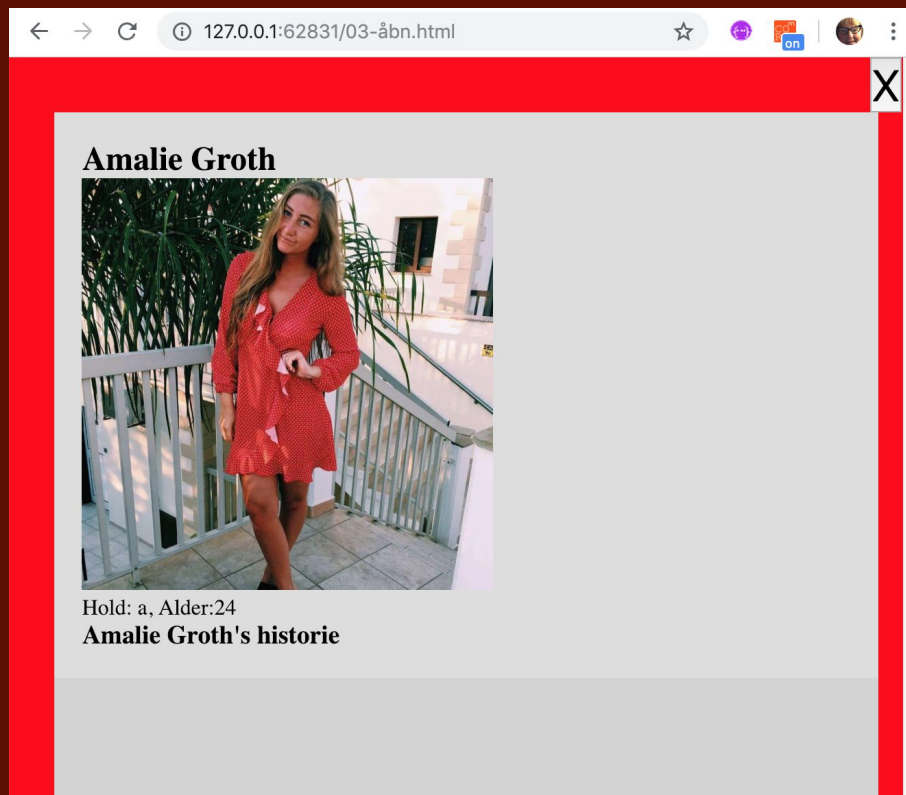 127.0.0.1:62831/03-åbn.html
on
X
Amalie Groth
Hold: a, Alder:24
Amalie Groth's historie